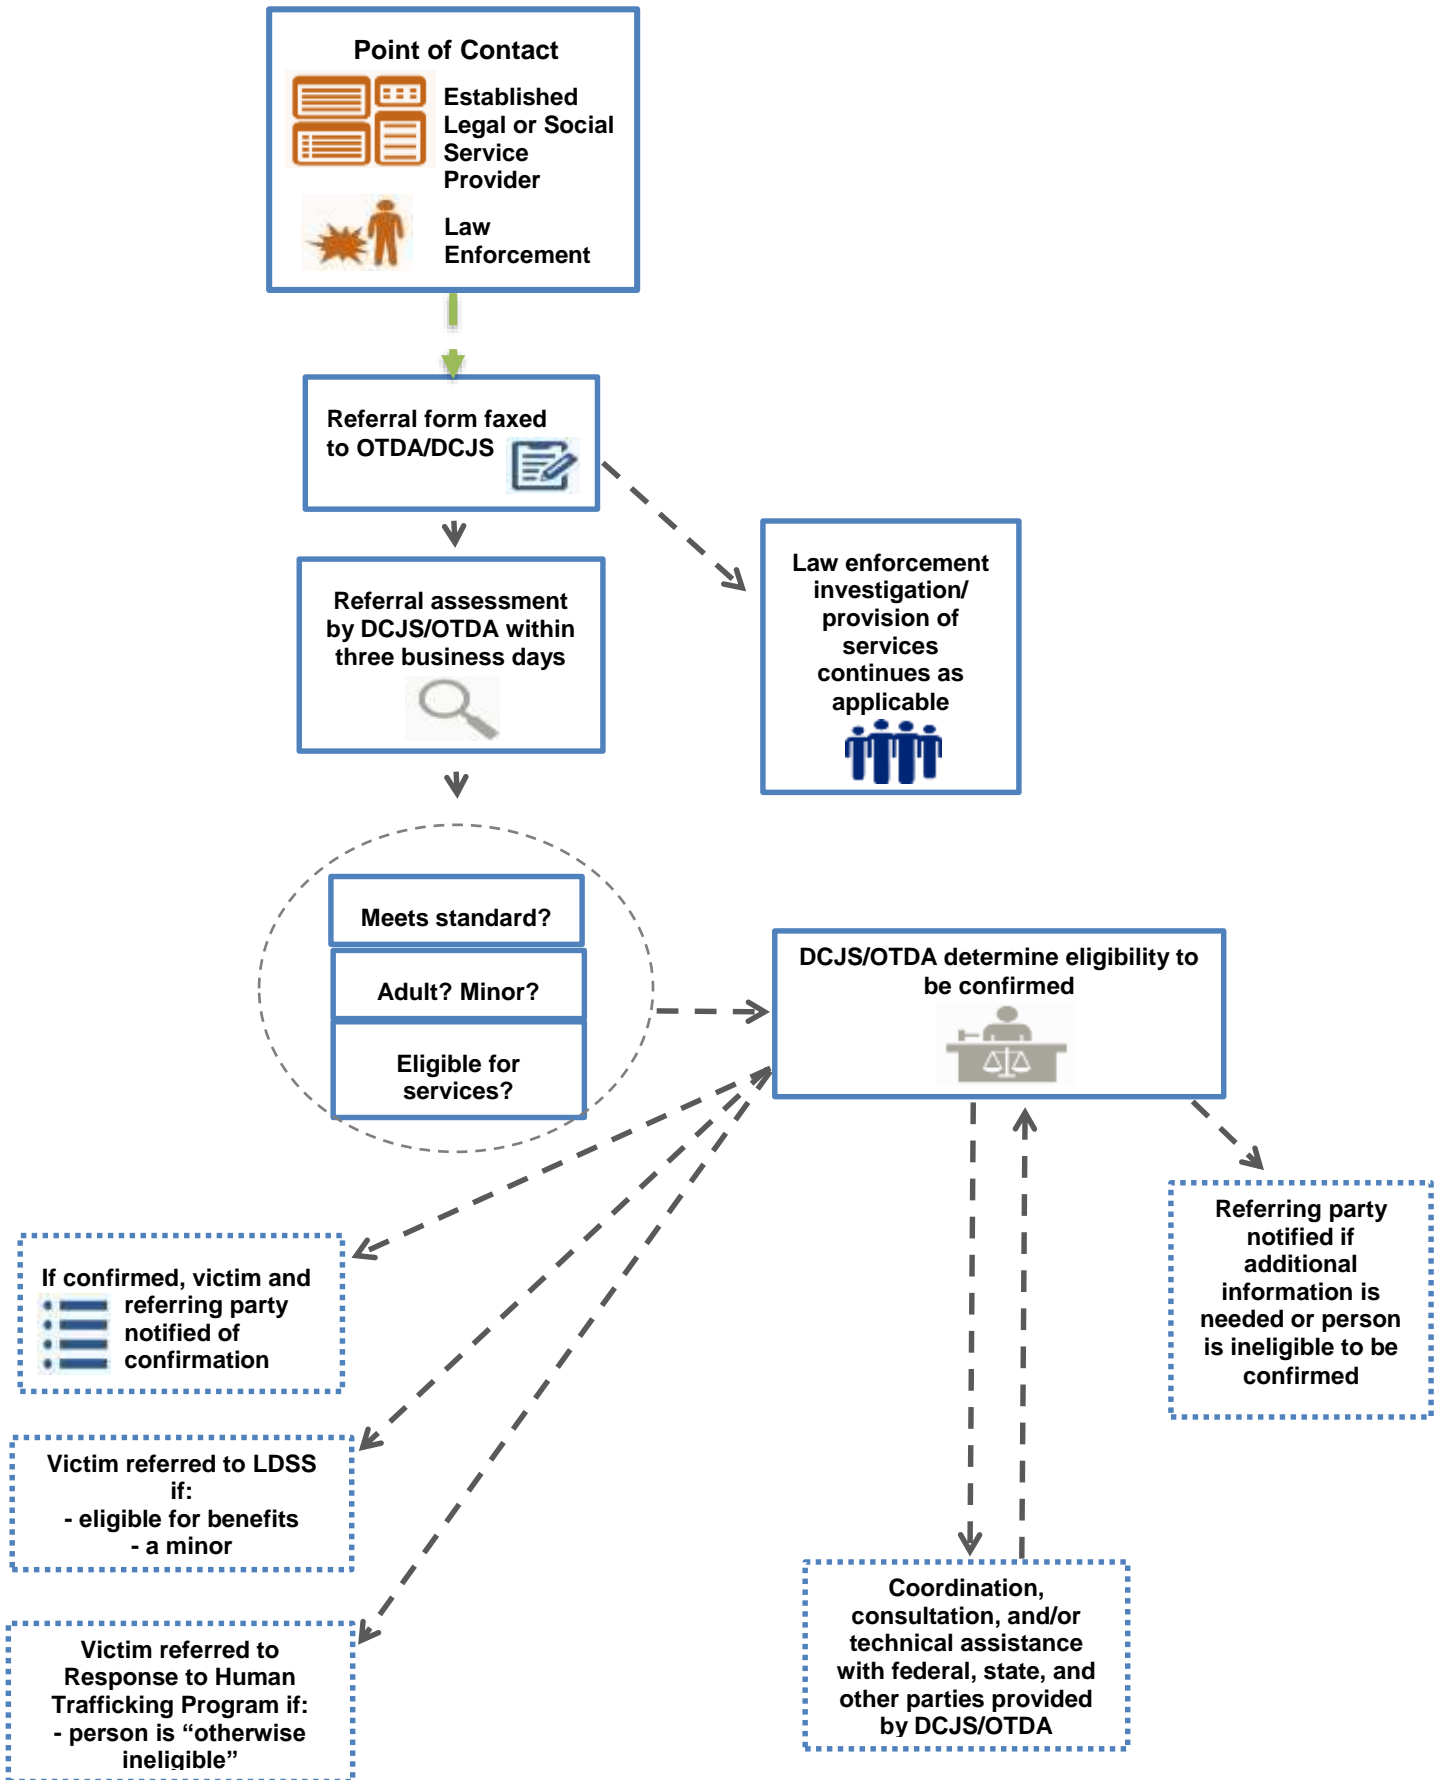 Point of Contact
Established
Legal or Social
Service
Provider
Law
Enforcement
Referral form faxed
to OTDA/DCJS
Referral assessment
by DCJS/OTDA within
three business days
Law enforcement
investigation/
provision of
services
continues as
applicable
Meets standard?
Adult? Minor?
Eligible for
services?
DCJS/OTDA determine eligibility to
be confirmed
If confirmed, victim and
referring party
notified of
confirmation
Referring party
notified if
additional
information is
needed or person
is ineligible to be
confirmed
Victim referred to LDSS
if:
- eligible for benefits
- a minor
Victim referred to
Response to Human
Trafficking Program if:
- person is “otherwise
ineligible”
Coordination,
consultation, and/or
technical assistance
with federal, state, and
other parties provided
by DCJS/OTDA